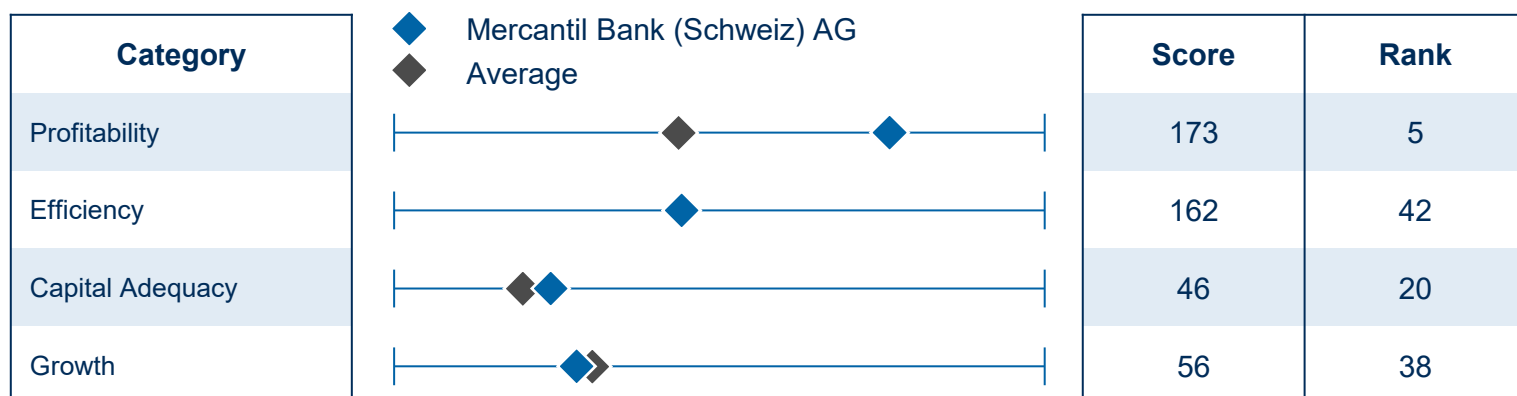 Mercantil Bank (Schweiz) AG
Average
Category Score Rank
Profitability 173 5
Efficiency 162 42
Capital Adequacy 46 20
Growth 56 38